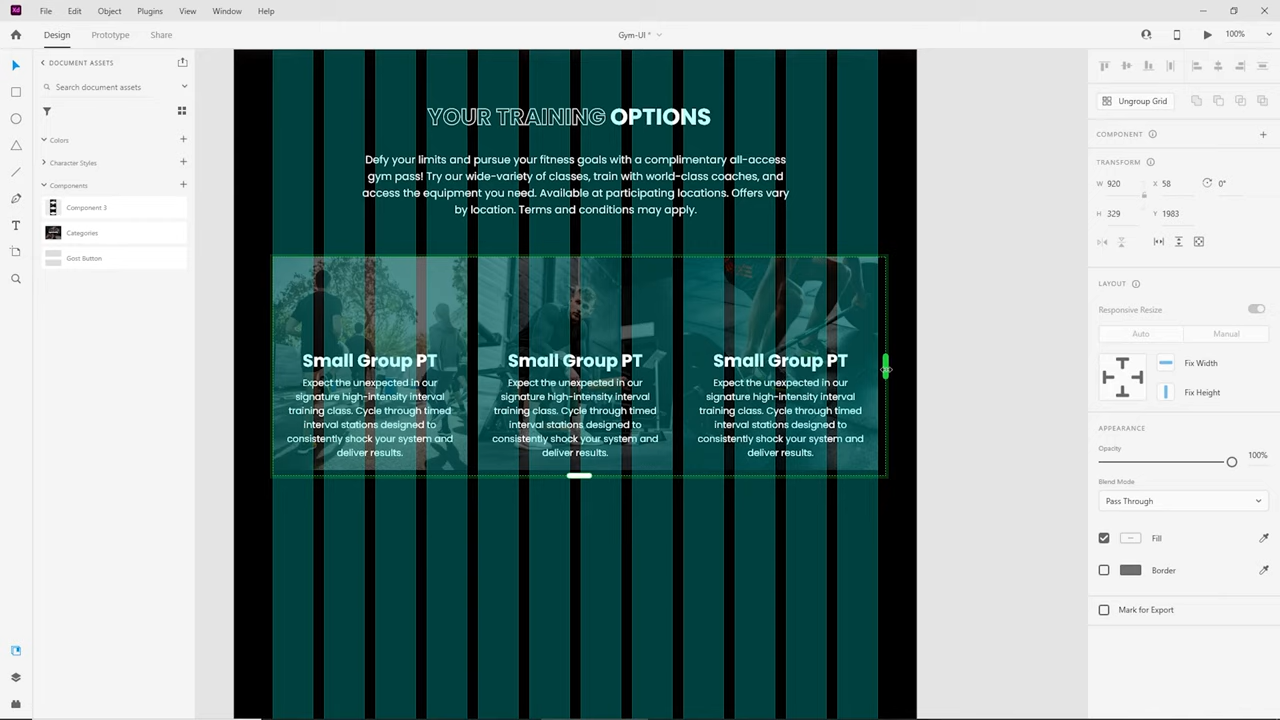 Xd File Edit Object Plugins View Window Help
Design Prototype Share Gym-UI * 100%
DOCUMENT ASSETS
Search document assets
Colors
Character Styles
Components
Component 3
Categories
Gost Button
YOUR TRAINING OPTIONS
Defy your limits and pursue your fitness goals with a complimentary all-access
gym pass! Try our wide-variety of classes, train with world-class coaches, and
access the equipment you need. Available at participating locations. Offers vary
by location. Terms and conditions may apply.
Small Group PT
Expect the unexpected in our
signature high-intensity interval
training class. Cycle through timed
interval stations designed to
consistently shock your system and
deliver results.
Small Group PT
Expect the unexpected in our
signature high-intensity interval
training class. Cycle through timed
interval stations designed to
consistently shock your system and
deliver results.
Small Group PT
Expect the unexpected in our
signature high-intensity interval
training class. Cycle through timed
interval stations designed to
consistently shock your system and
deliver results.
Ungroup Grid
COMPONENT
TRANSFORM
W 920 X 58 0°
H 329 Y 1983
LAYOUT
Responsive Resize
Auto Manual
Fix Width
Fix Height
APPEARANCE
Opacity
100%
Blend Mode
Pass Through
Fill
Border
Mark for Export